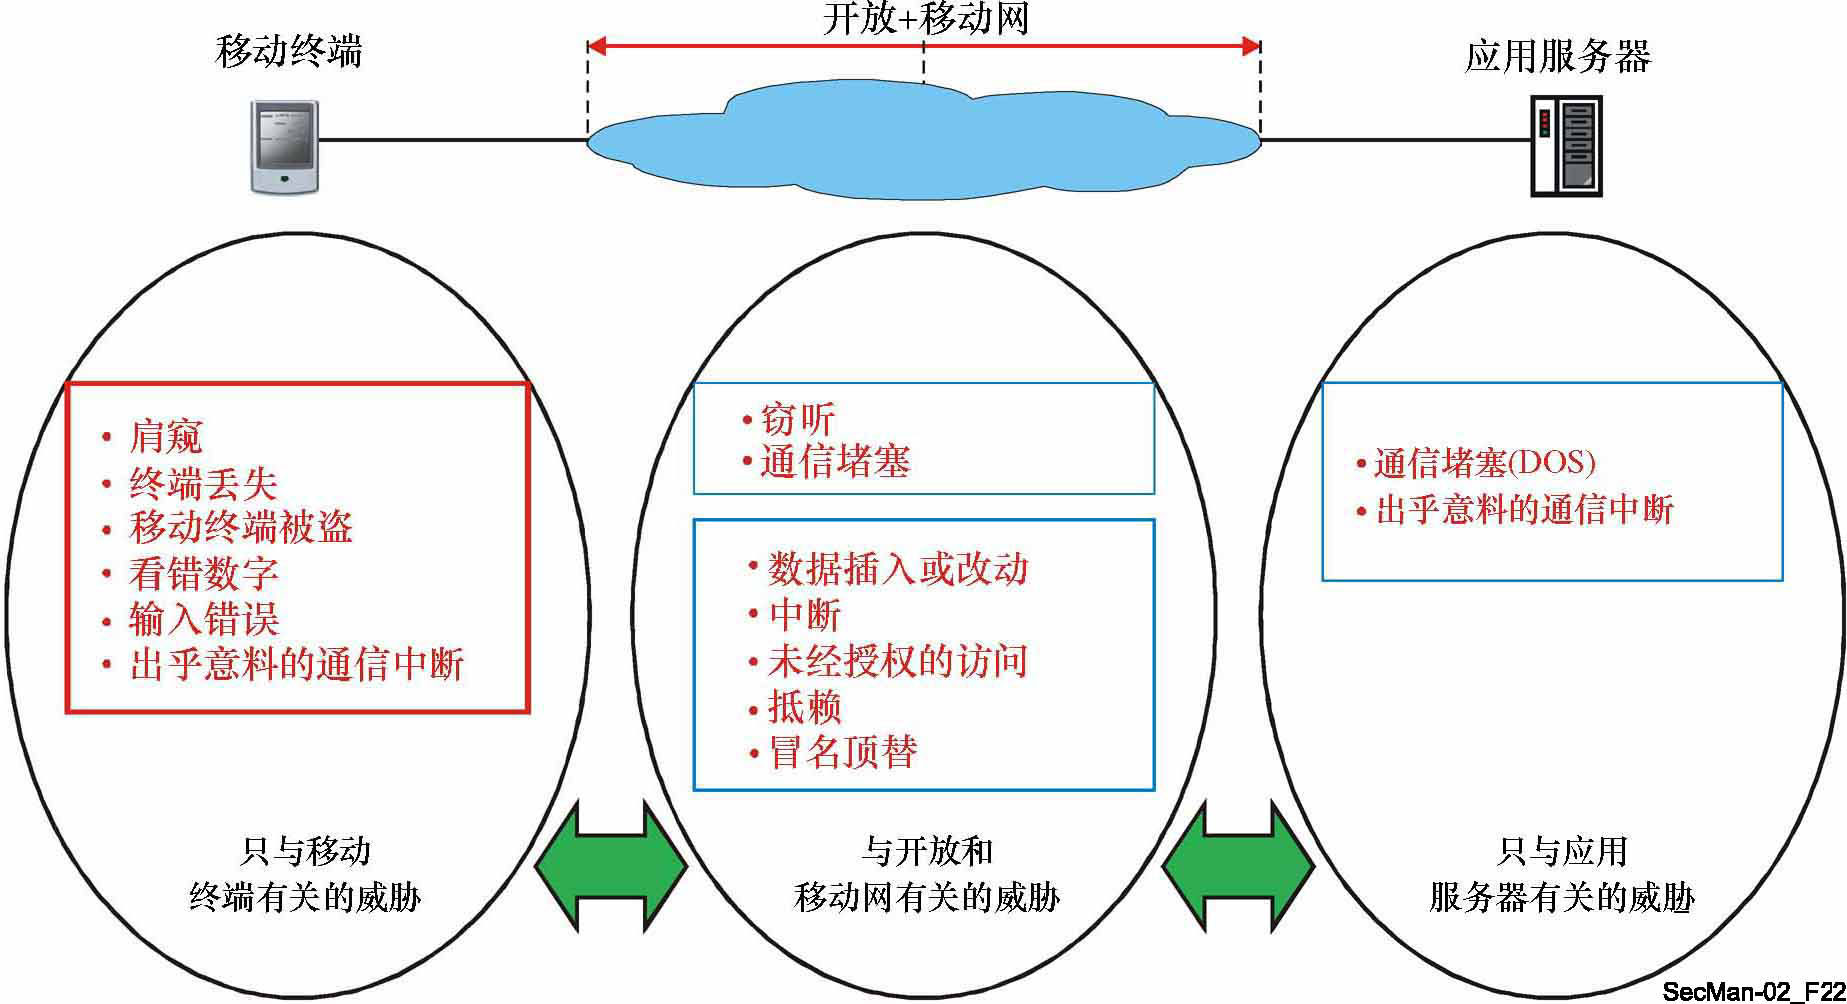 开放+移动网
移动终端
应用服务器
• 肩窥
• 终端丢失
• 移动终端被盗
• 看错数字
• 输入错误
• 出乎意料的通信中断
• 窃听
• 通信堵塞
• 数据插入或改动
• 中断
• 未经授权的访问
• 抵赖
• 冒名顶替
• 通信堵塞(DOS)
• 出乎意料的通信中断
只与移动
终端有关的威胁
与开放和
移动网有关的威胁
只与应用
服务器有关的威胁
SecMan-02_F22